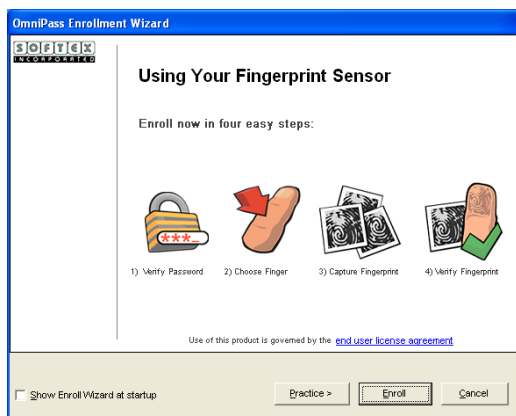 OmniPass Enrollment Wizard
SOFTEX
INCORPORATED
Using Your Fingerprint Sensor
Enroll now in four easy steps:
***_
1) Verify Password 2) Choose Finger 3) Capture Fingerprint 4) Verify Fingerprint
Use of this product is governed by the end user license agreement
Show Enroll Wizard at startup Practice > Enroll Cancel